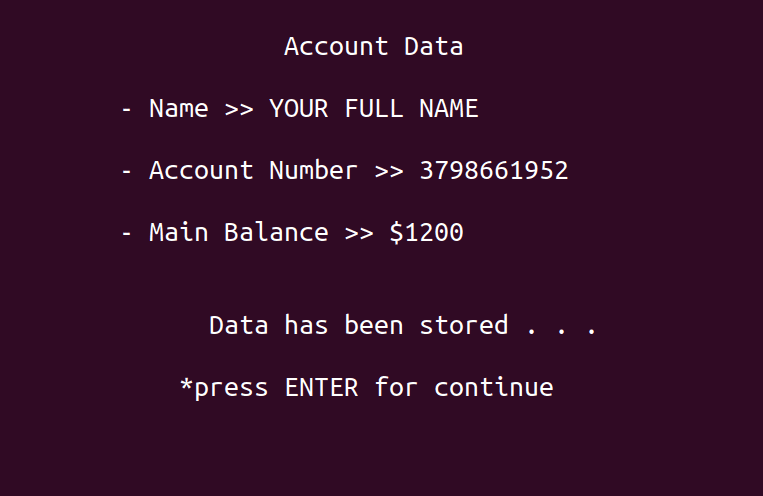 Account Data
- Name >> YOUR FULL NAME
- Account Number >> 3798661952
- Main Balance >> $1200
Data has been stored . . .
*press ENTER for continue